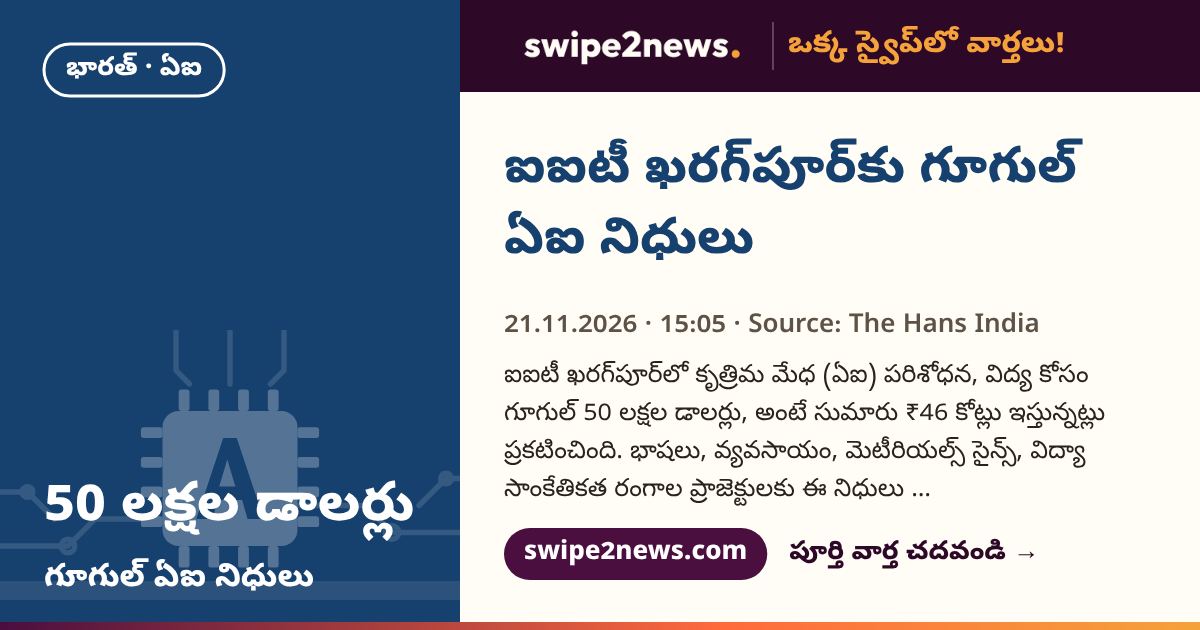 భారత్ · ఏఐ
50 లక్షల డాలర్లు
గూగుల్ ఏఐ నిధులు
swipe2news.
ఒక్క స్వైప్‌లో వార్తలు!
ఐఐటీ ఖరగ్‌పూర్‌కు గూగుల్
ఏఐ నిధులు
21.11.2026 · 15:05 · Source: The Hans India
ఐఐటీ ఖరగ్‌పూర్‌లో కృత్రిమ మేధ (ఏఐ) పరిశోధన, విద్య కోసం
గూగుల్ 50 లక్షల డాలర్లు, అంటే సుమారు ₹46 కోట్లు ఇస్తున్నట్లు
ప్రకటించింది. భాషలు, వ్యవసాయం, మెటీరియల్స్ సైన్స్, విద్యా
సాంకేతికత రంగాల ప్రాజెక్టులకు ఈ నిధులు ...
swipe2news.com
పూర్తి వార్త చదవండి →